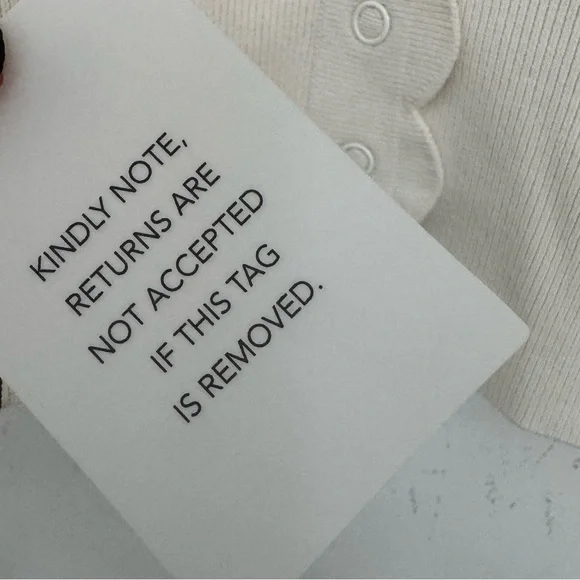 KINDLY NOTE,
RETURNS ARE
NOT ACCEPTED
IF THIS TAG
IS REMOVED.